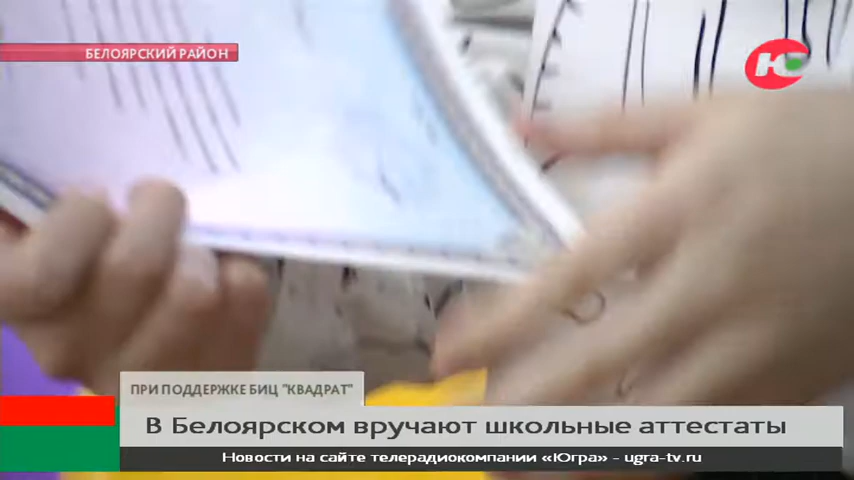 БЕЛОЯРСКИЙ РАЙОН
Ю
ПРИ ПОДДЕРЖКЕ БИЦ "КВАДРАТ"
В Белоярском вручают школьные аттестаты
Новости на сайте телерадиокомпании «Югра» - ugra-tv.ru